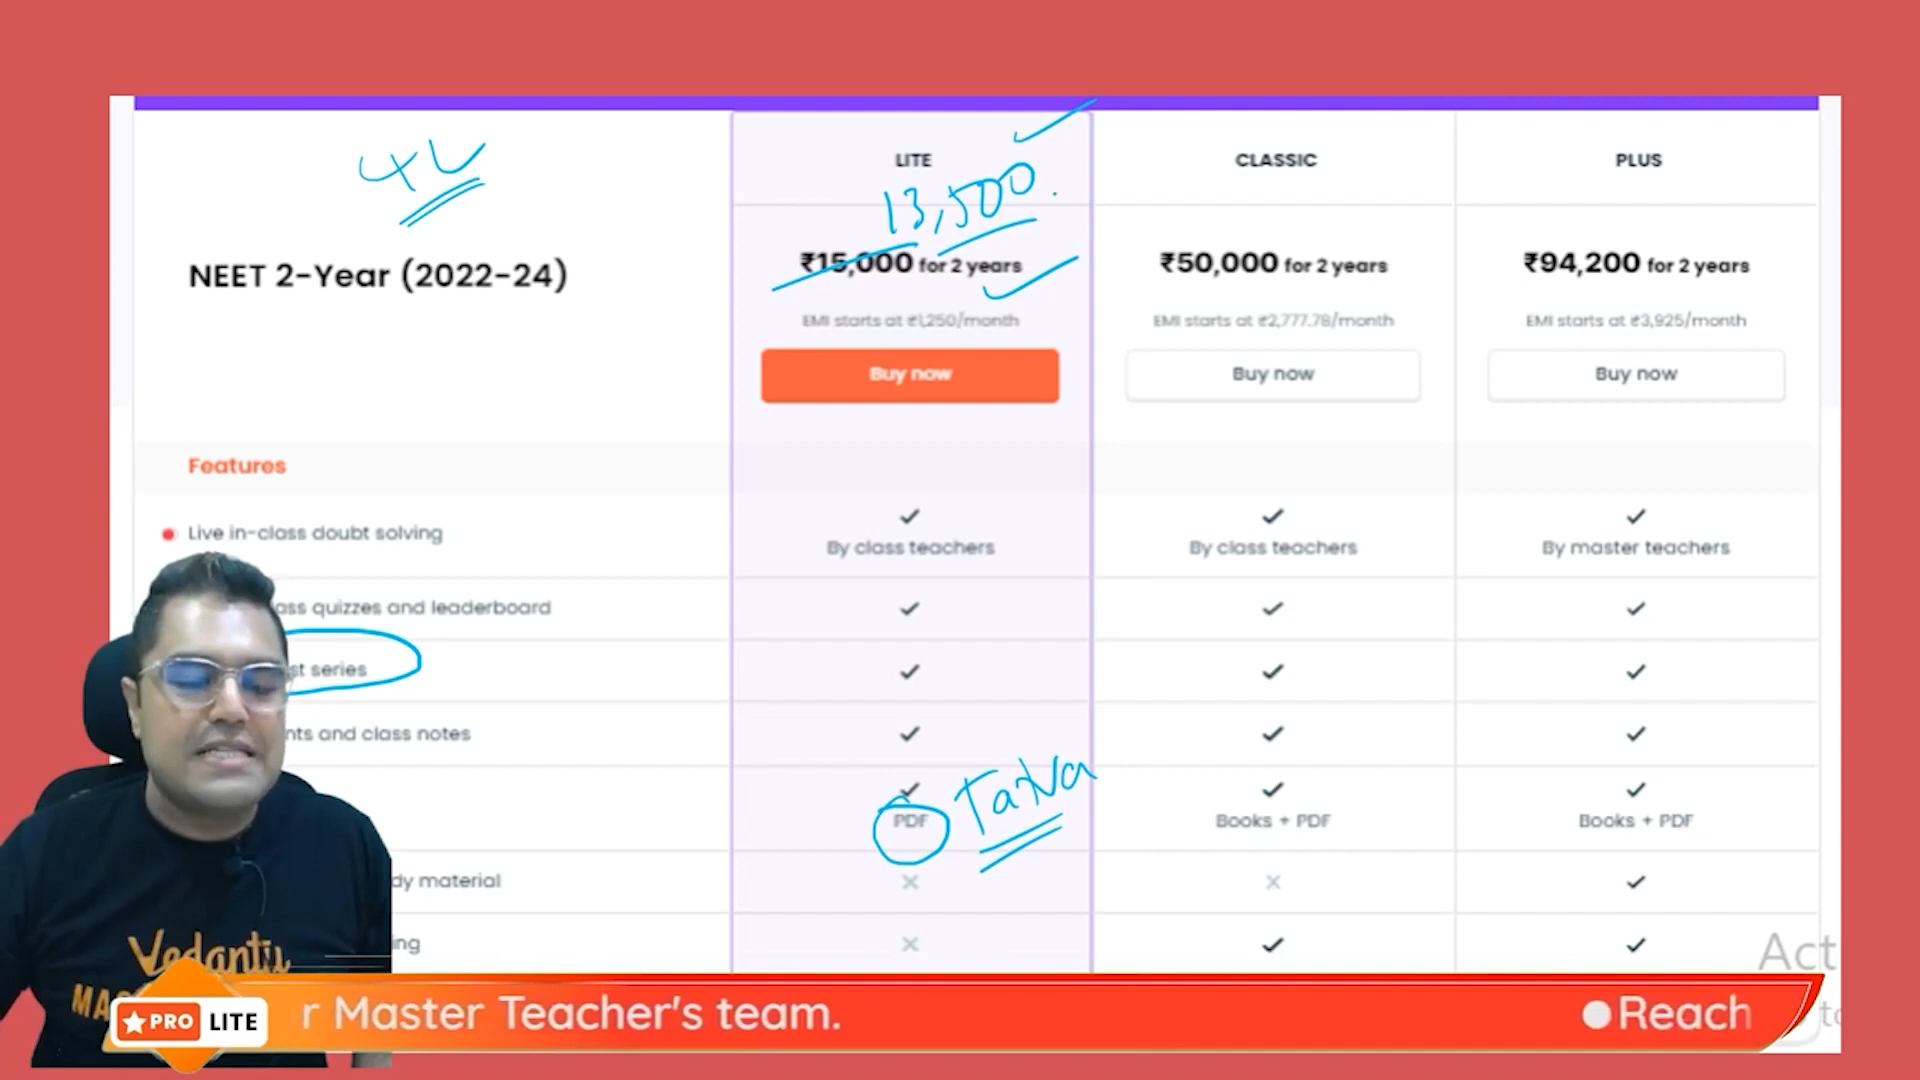 4L
LITE
CLASSIC
PLUS
13,500.
NEET 2-Year (2022-24)
₹15,000 for 2 years
₹50,000 for 2 years
₹94,200 for 2 years
EMI starts at ₹1,250/month
EMI starts at ₹2,777.78/month
EMI starts at ₹3,925/month
Buy now
Buy now
Buy now
Features
Live in-class doubt solving
By class teachers
By class teachers
By master teachers
ass quizzes and leaderboard
st series
nts and class notes
Tatva
PDF
Books + PDF
Books + PDF
dy material
ing
Vedantu
MA
Act
PRO LITE
r Master Teacher's team.
Reach
to